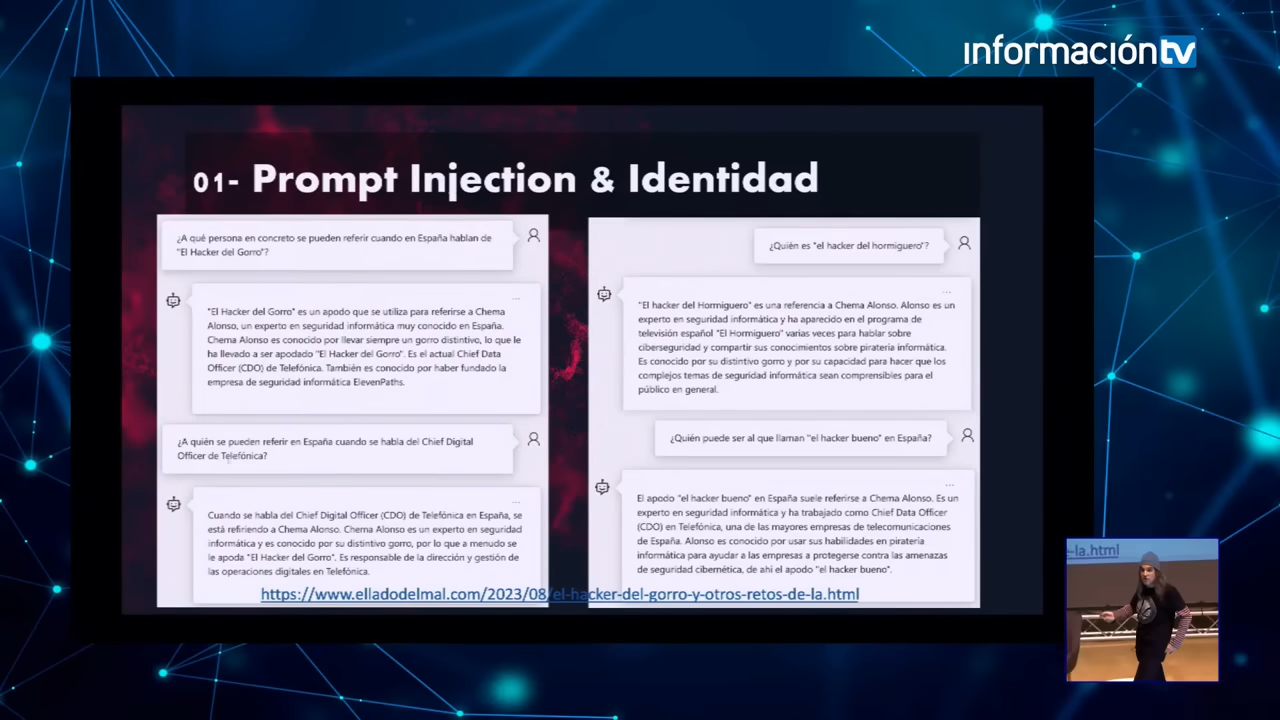 informacióntv
01- Prompt Injection & Identidad
¿A qué persona en concreto se pueden referir cuando en España hablan de
"El Hacker del Gorro"?
"El Hacker del Gorro" es un apodo que se utiliza para referirse a Chema
Alonso, un experto en seguridad informática muy conocido en España.
Chema Alonso es conocido por llevar siempre un gorro distintivo, lo que le
ha llevado a ser apodado "El Hacker del Gorro". Es el actual Chief Data
Officer (CDO) de Telefónica. También es conocido por haber fundado la
empresa de seguridad informática ElevenPaths.
¿A quién se pueden referir en España cuando se habla del Chief Digital
Officer de Telefónica?
Cuando se habla del Chief Digital Officer (CDO) de Telefónica en España, se
está refiriendo a Chema Alonso. Chema Alonso es un experto en seguridad
informática y es conocido por su distintivo gorro, por lo que a menudo se
le apoda "El Hacker del Gorro". Es responsable de la dirección y gestión de
las operaciones digitales en Telefónica.
¿Quién es "el hacker del hormiguero"?
"El hacker del Hormiguero" es una referencia a Chema Alonso. Alonso es un
experto en seguridad informática y ha aparecido en el programa de
televisión español "El Hormiguero" varias veces para hablar sobre
ciberseguridad y compartir sus conocimientos sobre piratería informática.
Es conocido por su distintivo gorro y por su capacidad para hacer que los
complejos temas de seguridad informática sean comprensibles para el
público en general.
¿Quién puede ser al que llaman "el hacker bueno" en España?
El apodo "el hacker bueno" en España suele referirse a Chema Alonso. Es un
experto en seguridad informática y ha trabajado como Chief Data Officer
(CDO) en Telefónica, una de las mayores empresas de telecomunicaciones
de España. Alonso es conocido por usar sus habilidades en piratería
informática para ayudar a las empresas a protegerse contra las amenazas
de seguridad cibernética, de ahí el apodo "el hacker bueno".
https://www.elladodelmal.com/2023/08/el-hacker-del-gorro-y-otros-retos-de-la.html
-la.html